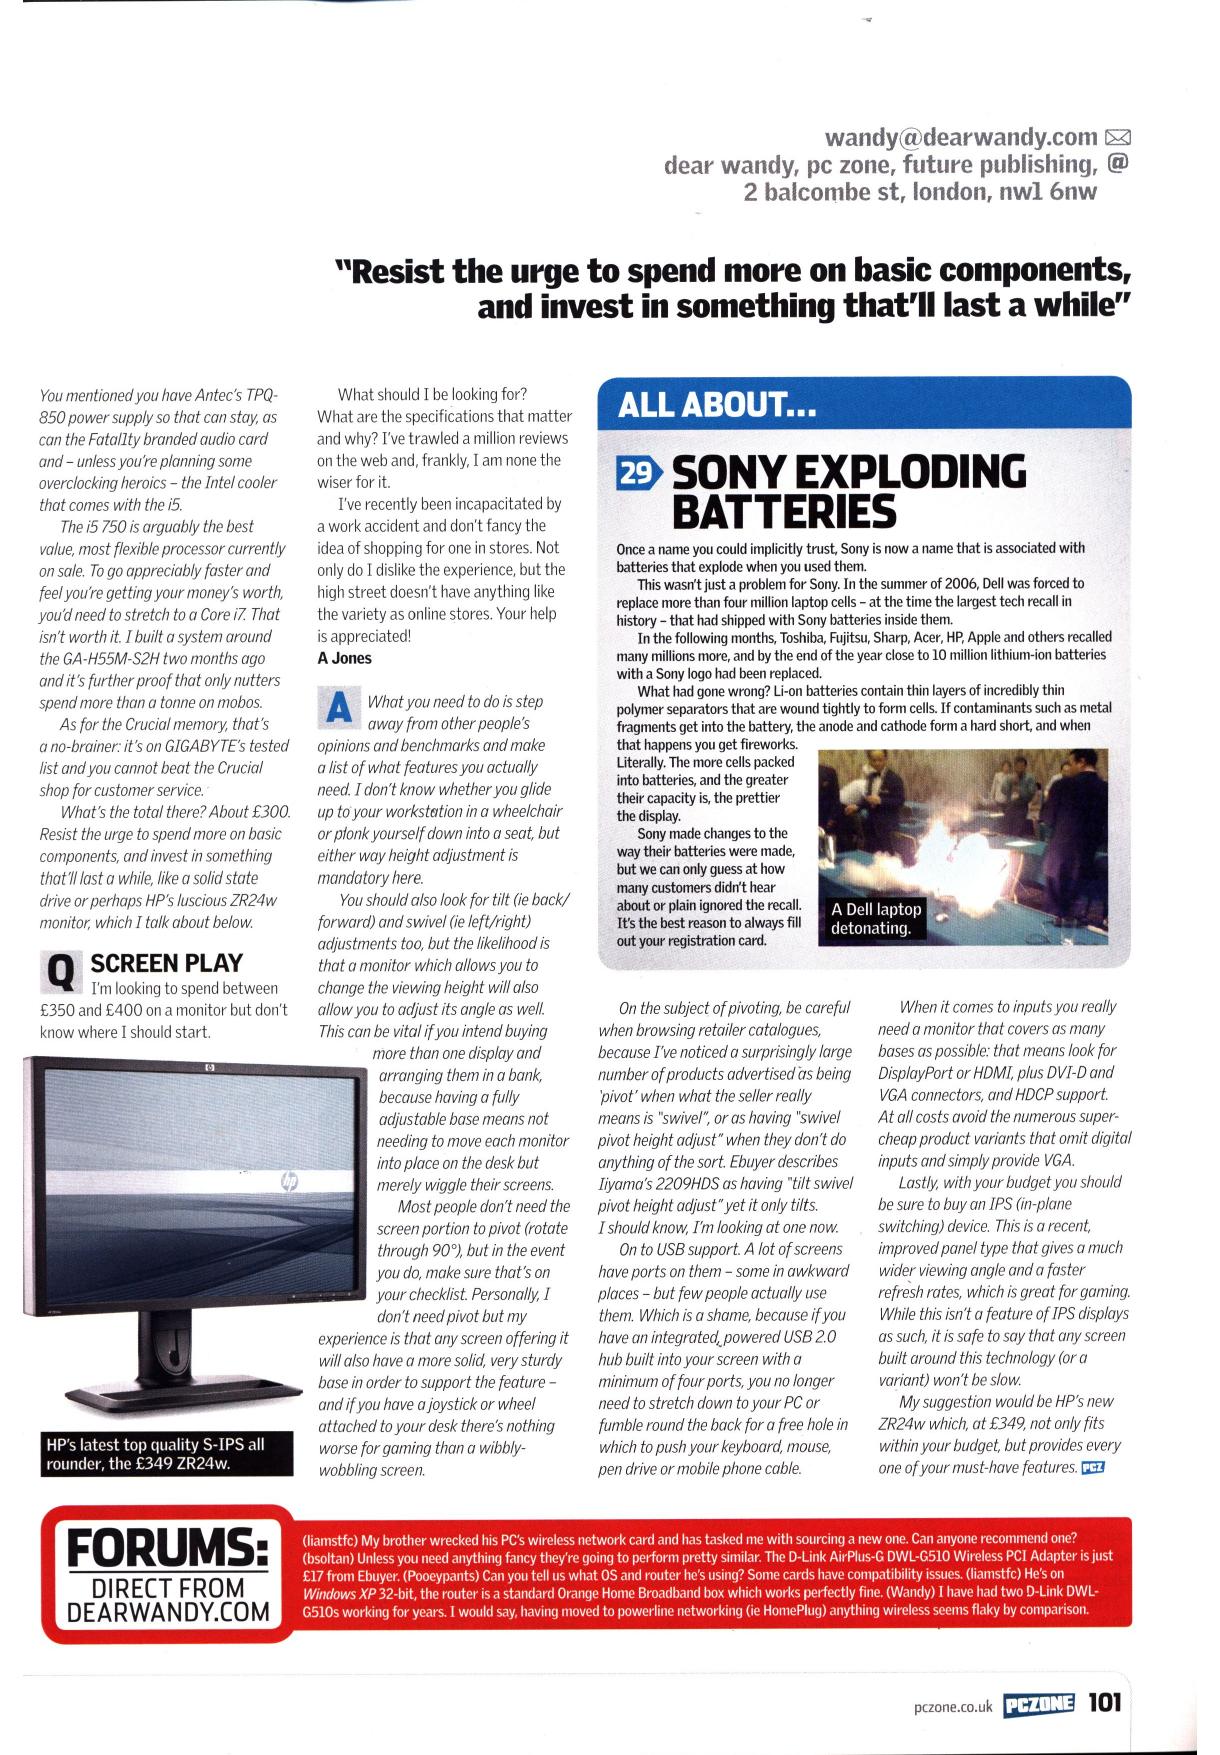 wandy@dearwandy.com
dear wandy, pc zone, future publishing, @
2 balcombe st, london, nw1 6nw
"Resist the urge to spend more on basic components,
and invest in something that'll last a while"
You mentioned you have Antec's TPQ-
850 power supply so that can stay, as
can the Fatal1ty branded audio card
and – unless you're planning some
overclocking heroics – the Intel cooler
that comes with the i5.
The i5 750 is arguably the best
value, most flexible processor currently
on sale. To go appreciably faster and
feel you're getting your money's worth,
you'd need to stretch to a Core i7. That
isn't worth it. I built a system around
the GA-H55M-S2H two months ago
and it's further proof that only nutters
spend more than a tonne on mobos.
As for the Crucial memory, that's
a no-brainer: it's on GIGABYTE's tested
list and you cannot beat the Crucial
shop for customer service.
What's the total there? About £300.
Resist the urge to spend more on basic
components, and invest in something
that'll last a while, like a solid state
drive or perhaps HP's luscious ZR24w
monitor, which I talk about below.
Q SCREEN PLAY
I'm looking to spend between
£350 and £400 on a monitor but don't
know where I should start.
hp
HP's latest top quality S-IPS all
rounder, the £349 ZR24w.
What should I be looking for?
What are the specifications that matter
and why? I've trawled a million reviews
on the web and, frankly, I am none the
wiser for it.
I've recently been incapacitated by
a work accident and don't fancy the
idea of shopping for one in stores. Not
only do I dislike the experience, but the
high street doesn't have anything like
the variety as online stores. Your help
is appreciated!
A Jones
A What you need to do is step
away from other people's
opinions and benchmarks and make
a list of what features you actually
need. I don't know whether you glide
up to your workstation in a wheelchair
or plonk yourself down into a seat, but
either way height adjustment is
mandatory here.
You should also look for tilt (ie back/
forward) and swivel (ie left/right)
adjustments too, but the likelihood is
that a monitor which allows you to
change the viewing height will also
allow you to adjust its angle as well.
This can be vital if you intend buying
more than one display and
arranging them in a bank,
because having a fully
adjustable base means not
needing to move each monitor
into place on the desk but
merely wiggle their screens.
Most people don't need the
screen portion to pivot (rotate
through 90°), but in the event
you do, make sure that's on
your checklist. Personally, I
don't need pivot but my
experience is that any screen offering it
will also have a more solid, very sturdy
base in order to support the feature –
and if you have a joystick or wheel
attached to your desk there's nothing
worse for gaming than a wibbly-
wobbling screen.
ALL ABOUT...
29 SONY EXPLODING
BATTERIES
Once a name you could implicitly trust, Sony is now a name that is associated with
batteries that explode when you used them.
This wasn't just a problem for Sony. In the summer of 2006, Dell was forced to
replace more than four million laptop cells – at the time the largest tech recall in
history – that had shipped with Sony batteries inside them.
In the following months, Toshiba, Fujitsu, Sharp, Acer, HP, Apple and others recalled
many millions more, and by the end of the year close to 10 million lithium-ion batteries
with a Sony logo had been replaced.
What had gone wrong? Li-on batteries contain thin layers of incredibly thin
polymer separators that are wound tightly to form cells. If contaminants such as metal
fragments get into the battery, the anode and cathode form a hard short, and when
that happens you get fireworks.
Literally. The more cells packed
into batteries, and the greater
their capacity is, the prettier
the display.
Sony made changes to the
way their batteries were made,
but we can only guess at how
many customers didn't hear
about or plain ignored the recall.
It's the best reason to always fill
out your registration card.
A Dell laptop
detonating.
On the subject of pivoting, be careful
when browsing retailer catalogues,
because I've noticed a surprisingly large
number of products advertised as being
'pivot' when what the seller really
means is "swivel", or as having "swivel
pivot height adjust" when they don't do
anything of the sort. Ebuyer describes
Iiyama's 2209HDS as having "tilt swivel
pivot height adjust" yet it only tilts.
I should know, I'm looking at one now.
On to USB support. A lot of screens
have ports on them – some in awkward
places – but few people actually use
them. Which is a shame, because if you
have an integrated, powered USB 2.0
hub built into your screen with a
minimum of four ports, you no longer
need to stretch down to your PC or
fumble round the back for a free hole in
which to push your keyboard, mouse,
pen drive or mobile phone cable.
When it comes to inputs you really
need a monitor that covers as many
bases as possible: that means look for
DisplayPort or HDMI, plus DVI-D and
VGA connectors, and HDCP support.
At all costs avoid the numerous super-
cheap product variants that omit digital
inputs and simply provide VGA.
Lastly, with your budget you should
be sure to buy an IPS (in-plane
switching) device. This is a recent,
improved panel type that gives a much
wider viewing angle and a faster
refresh rates, which is great for gaming.
While this isn't a feature of IPS displays
as such, it is safe to say that any screen
built around this technology (or a
variant) won't be slow.
My suggestion would be HP's new
ZR24w which, at £349, not only fits
within your budget, but provides every
one of your must-have features. PCZ
FORUMS:
DIRECT FROM
DEARWANDY.COM
(liamstfc) My brother wrecked his PC's wireless network card and has tasked me with sourcing a new one. Can anyone recommend one?
(bsoltan) Unless you need anything fancy they're going to perform pretty similar. The D-Link AirPlus-G DWL-G510 Wireless PCI Adapter is just
£17 from Ebuyer. (Pooeypants) Can you tell us what OS and router he's using? Some cards have compatibility issues. (liamstfc) He's on
Windows XP 32-bit, the router is a standard Orange Home Broadband box which works perfectly fine. (Wandy) I have had two D-Link DWL-
G510s working for years. I would say, having moved to powerline networking (ie HomePlug) anything wireless seems flaky by comparison.
pczone.co.uk PCZONE 101